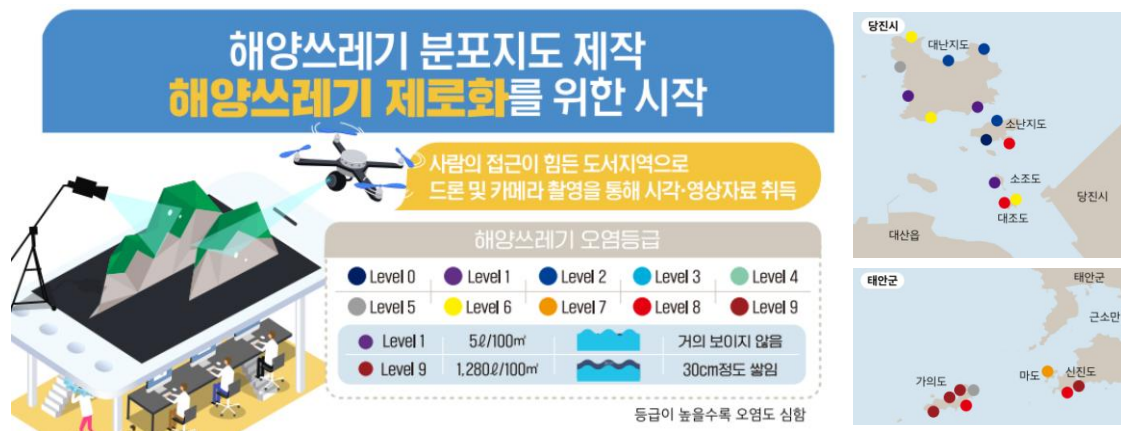 해양쓰레기 분포지도 제작
해양쓰레기 제로화를 위한 시작
사람의 접근이 힘든 도서지역으로
드론 및 카메라 촬영을 통해 시각·영상자료 취득
해양쓰레기 오염등급
Level 0 Level 1 Level 2 Level 3 Level 4
Level 5 Level 6 Level 7 Level 8 Level 9
Level 1 5ℓ/100㎡ 거의 보이지 않음
Level 9 1,280ℓ/100㎡ 30cm정도 쌓임
등급이 높을수록 오염도 심함
당진시
대난지도
소난지도
소조도
대조도
당진시
대산읍
태안군
태안군
근소만
가의도
마도
신진도